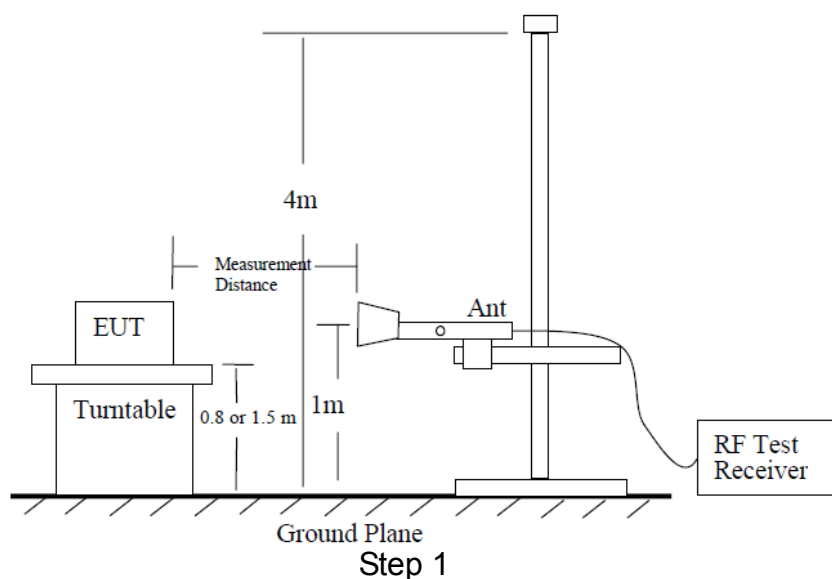 4m
Measurement
Distance
EUT
Ant
Turntable
0.8 or 1.5 m
1m
RF Test
Receiver
Ground Plane
Step 1